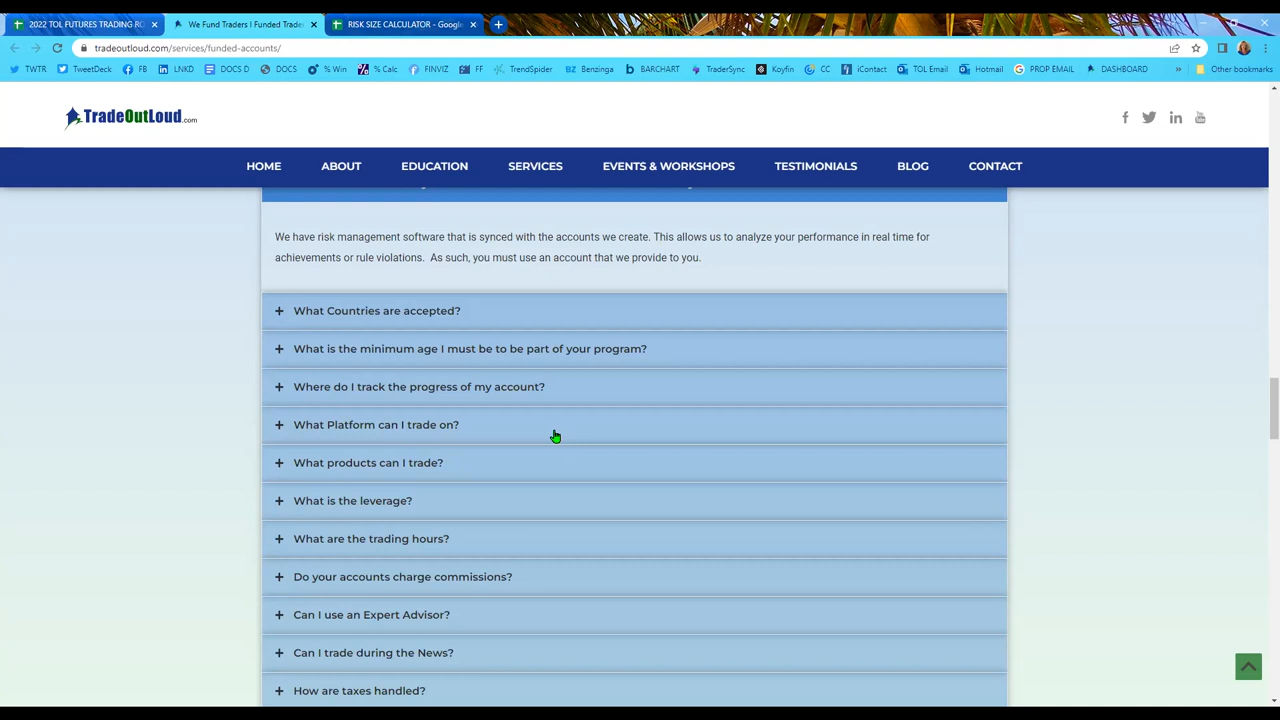 2022 TOL FUTURES TRADING RO
We Fund Traders I Funded Trade
RISK SIZE CALCULATOR - Google
tradeoutloud.com/services/funded-accounts/
TWTR
TweetDeck
FB
LNKD
DOCS D
DOCS
% Win
% Calc
FINVIZ
FF
TrendSpider
Benzinga
BARCHART
TraderSync
Koyfin
CC
iContact
TOL Email
Hotmail
PROP EMAIL
DASHBOARD
»
Other bookmarks
TradeOutLoud.com
HOME
ABOUT
EDUCATION
SERVICES
EVENTS & WORKSHOPS
TESTIMONIALS
BLOG
CONTACT
We have risk management software that is synced with the accounts we create. This allows us to analyze your performance in real time for
achievements or rule violations. As such, you must use an account that we provide to you.
+ What Countries are accepted?
+ What is the minimum age I must be to be part of your program?
+ Where do I track the progress of my account?
+ What Platform can I trade on?
+ What products can I trade?
+ What is the leverage?
+ What are the trading hours?
+ Do your accounts charge commissions?
+ Can I use an Expert Advisor?
+ Can I trade during the News?
+ How are taxes handled?